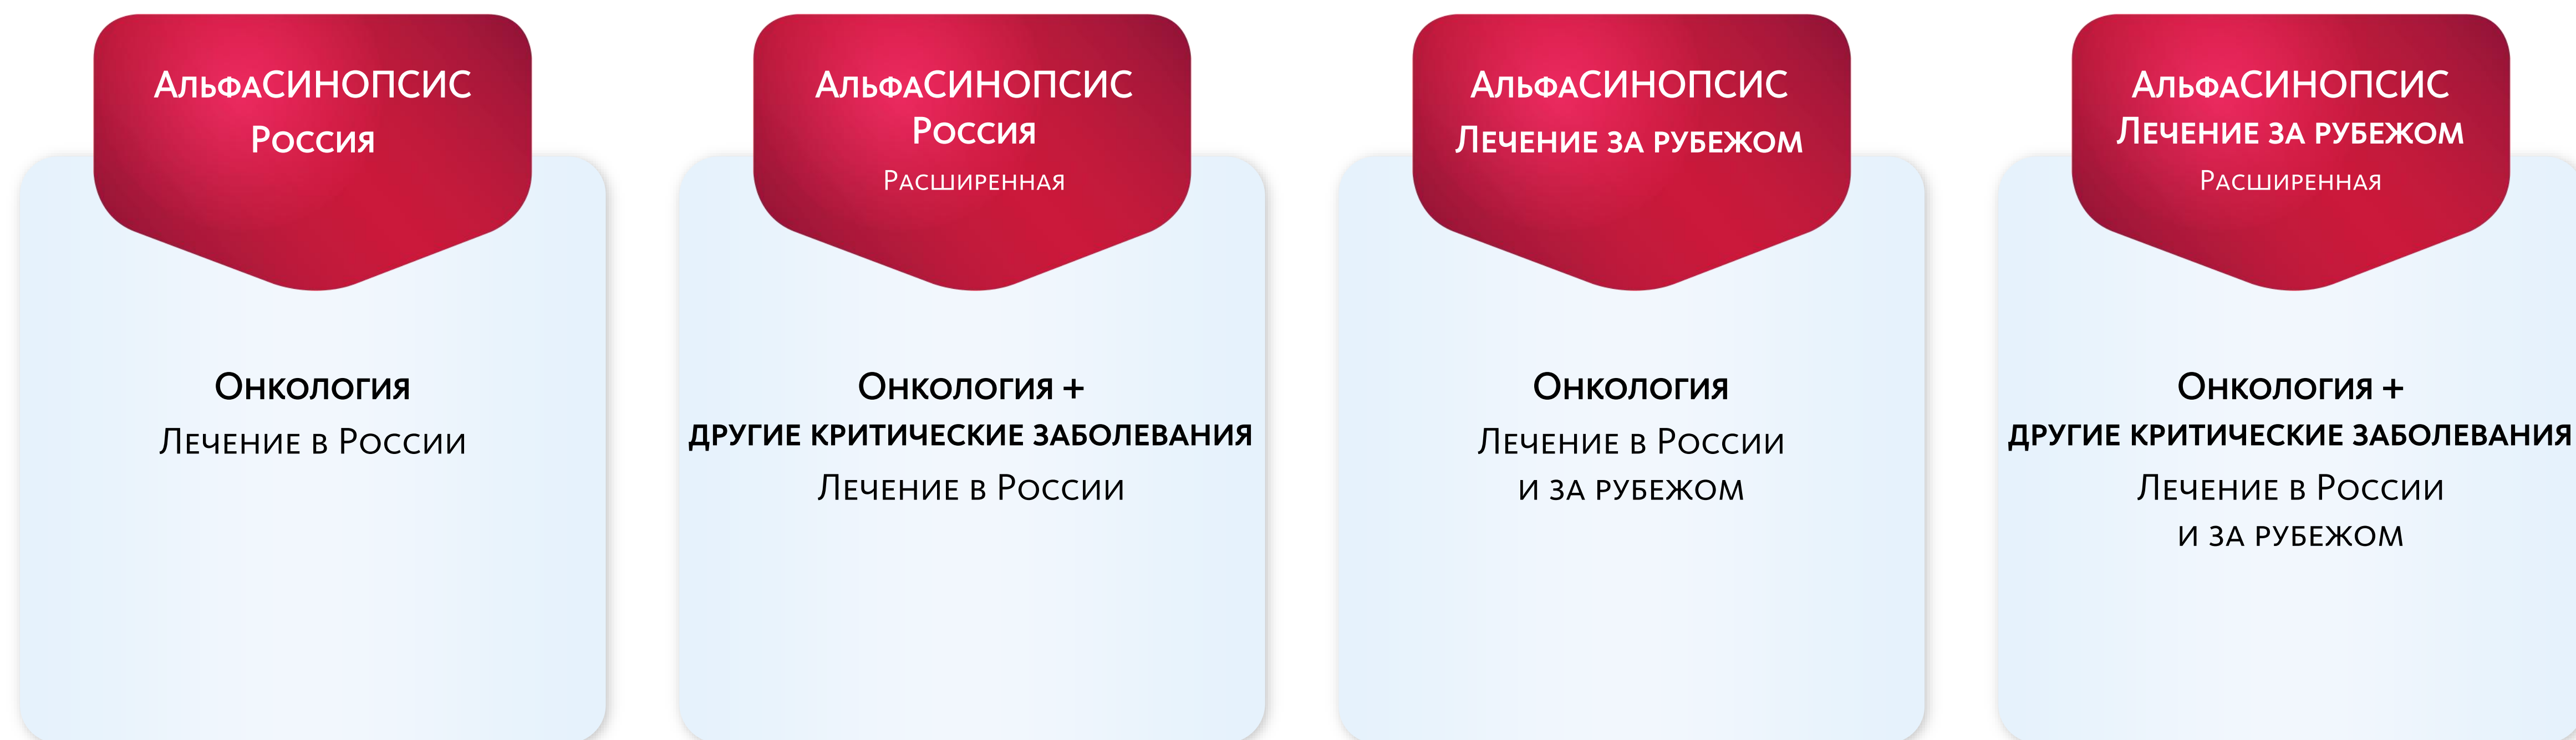 АльфаСИНОПСИС
Россия
Онкология
Лечение в России
АльфаСИНОПСИС
Россия
Расширенная
Онкология +
другие критические заболевания
Лечение в России
АльфаСИНОПСИС
Лечение за рубежом
Онкология
Лечение в России
и за рубежом
АльфаСИНОПСИС
Лечение за рубежом
Расширенная
Онкология +
другие критические заболевания
Лечение в России
и за рубежом